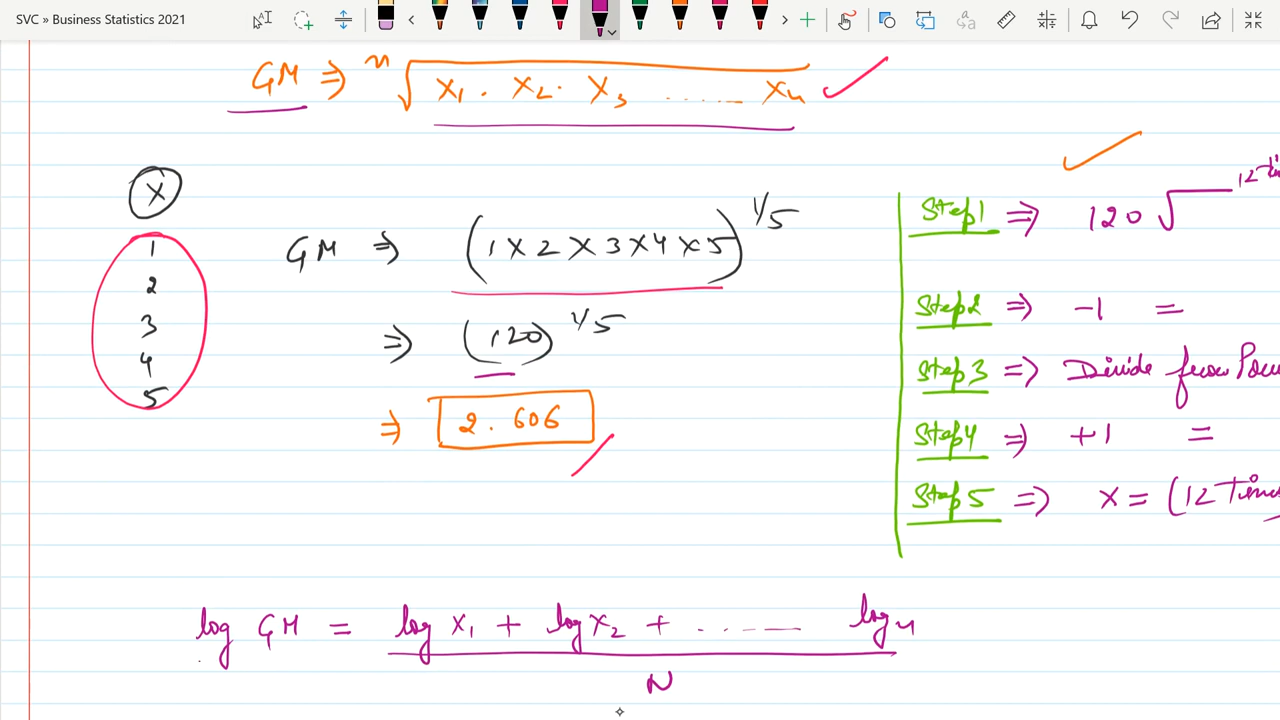 SVC » Business Statistics 2021
GM ⇒ n√(X1 . X2 . X3 ........ Xn
X
1
2
3
4
5
GM ⇒ (1 X 2 X 3 X 4 X 5)^1/5
⇒ (120)^1/5
⇒ 2.606
Step1 ⇒ 120 √ 12
Step2 ⇒ -1 =
Step3 ⇒ Divide from
Step4 ⇒ +1 =
Step5 ⇒ X = (12
log GM = log X1 + log X2 + ........ log n
N